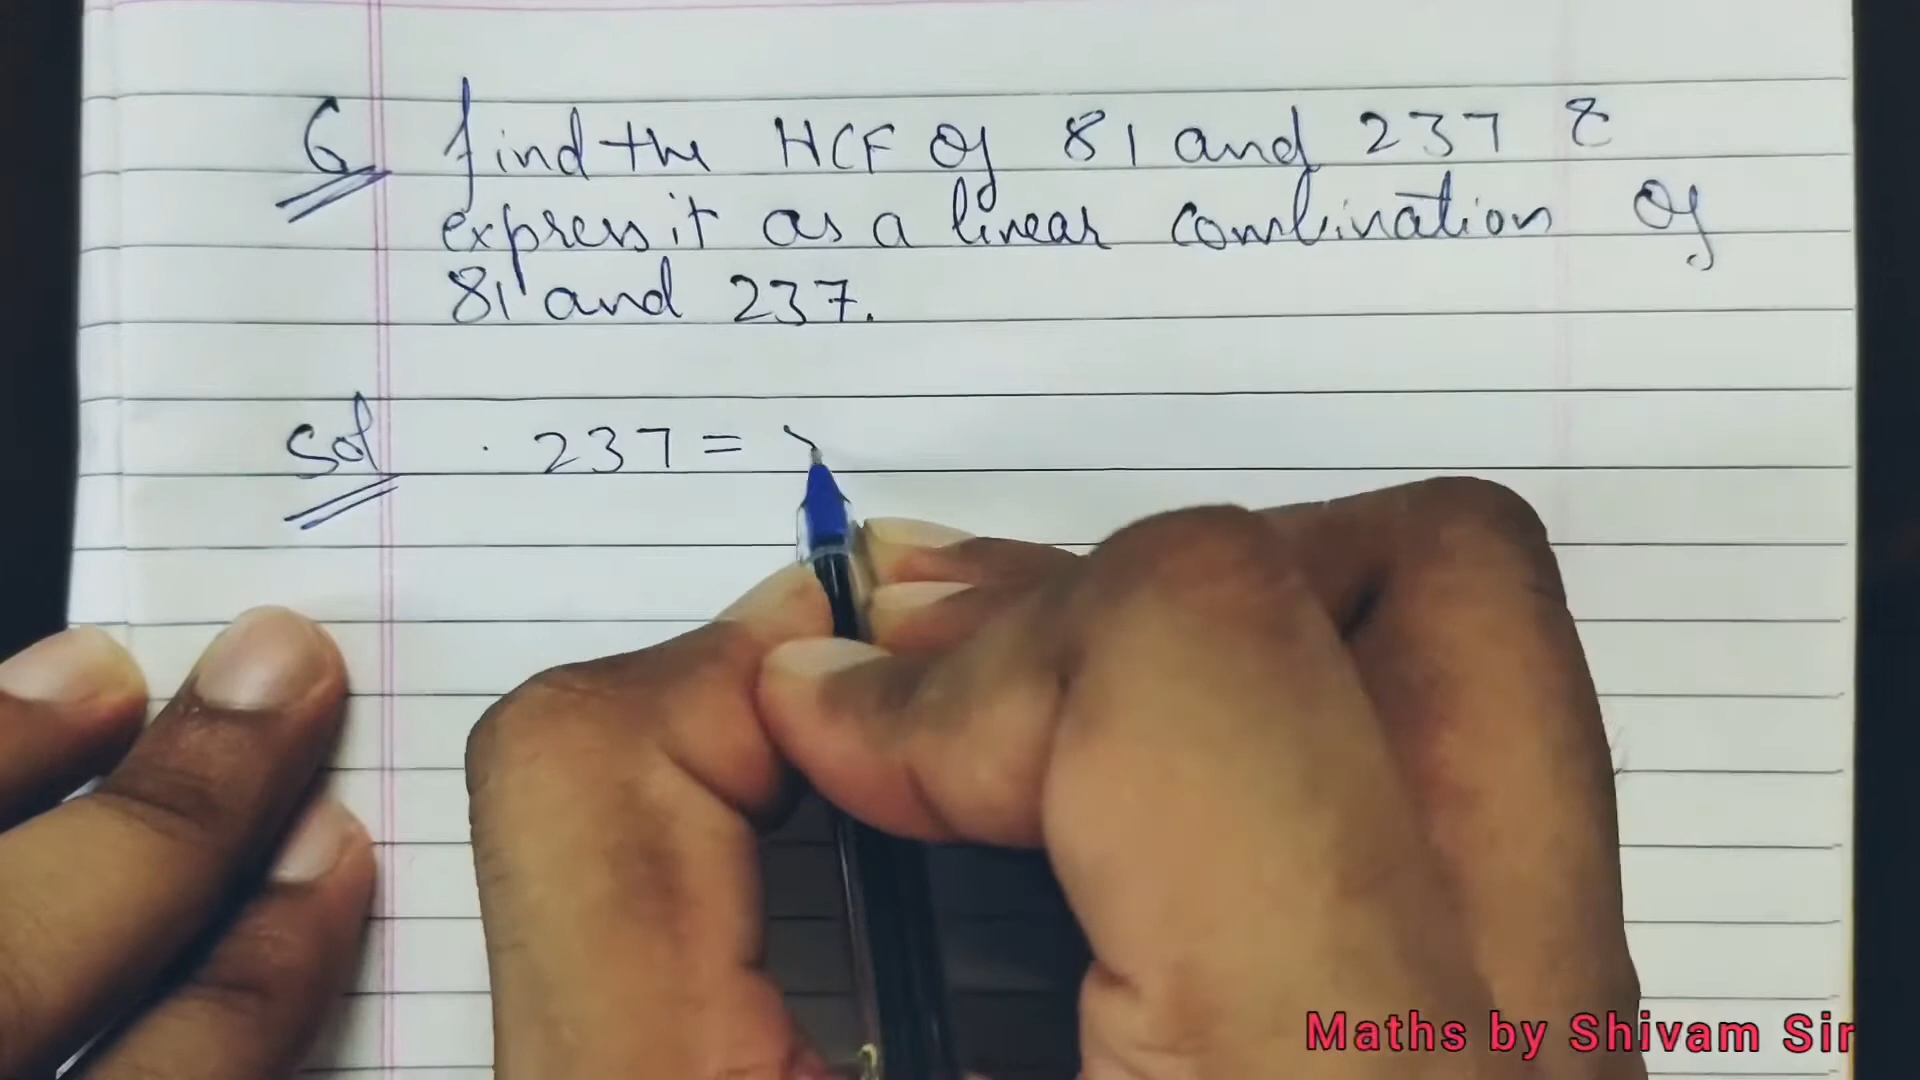 6 find the HCF of 81 and 237 &
express it as a linear combination of
81 and 237.
Sol . 237 =
Maths by Shivam Sir